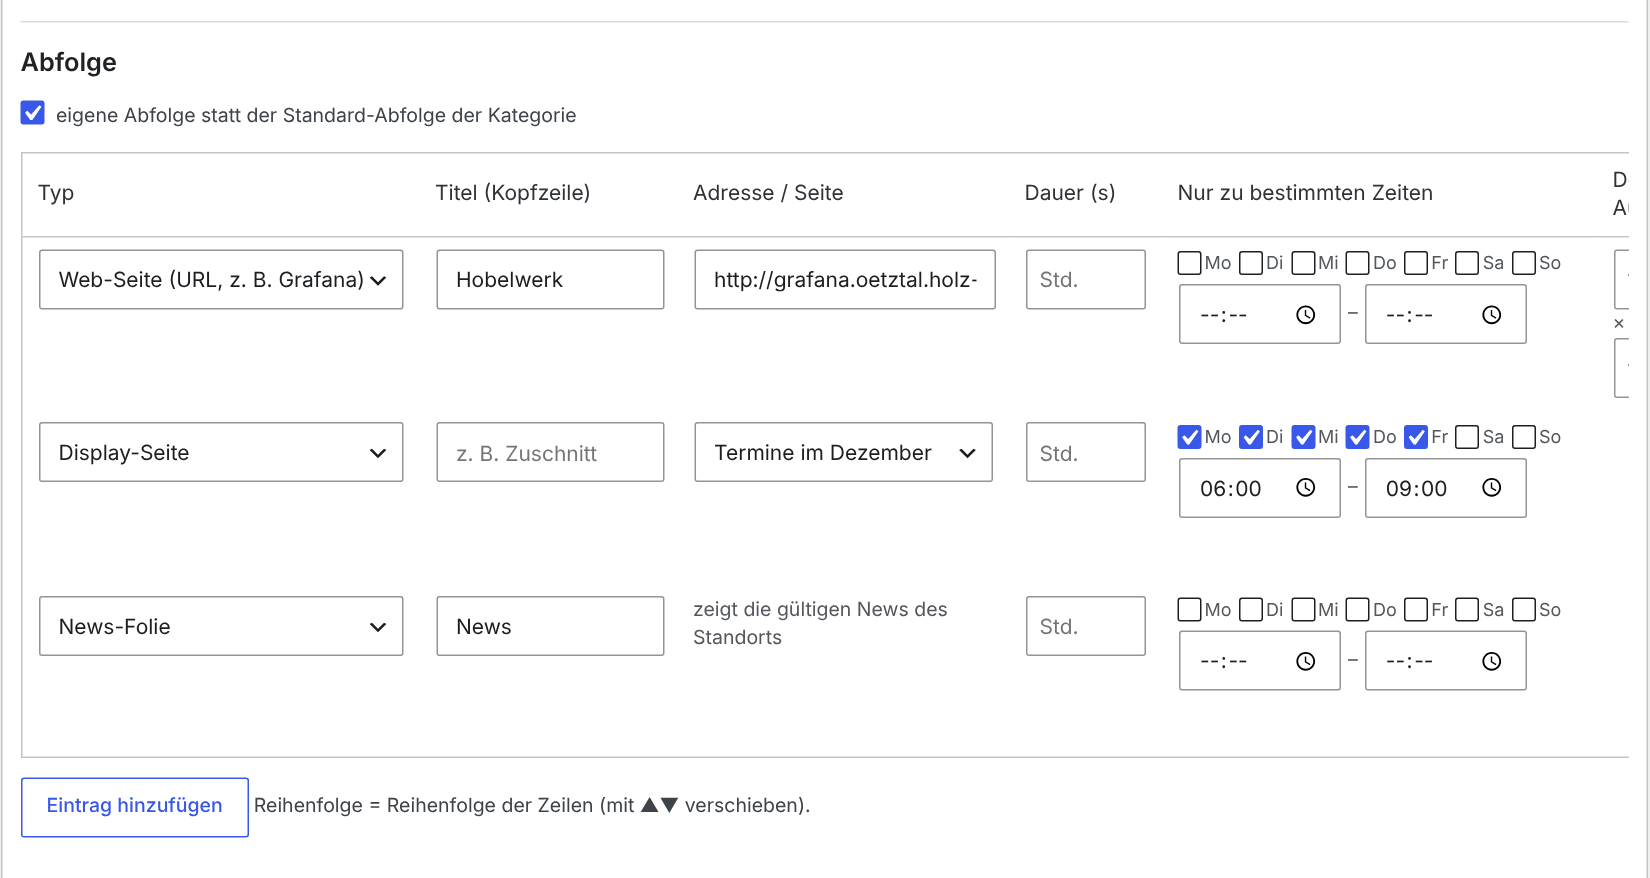 Abfolge
eigene Abfolge statt der Standard-Abfolge der Kategorie
Typ Titel (Kopfzeile) Adresse / Seite Dauer (s) Nur zu bestimmten Zeiten
Web-Seite (URL, z. B. Grafana) Hobelwerk http://grafana.oetztal.holz- Std. Mo Di Mi Do Fr Sa So
--:-- – --:-- ×
Display-Seite z. B. Zuschnitt Termine im Dezember Std. Mo Di Mi Do Fr Sa So
06:00 – 09:00
News-Folie News zeigt die gültigen News des Standorts Std. Mo Di Mi Do Fr Sa So
--:-- – --:--
Eintrag hinzufügen Reihenfolge = Reihenfolge der Zeilen (mit ▲▼ verschieben).